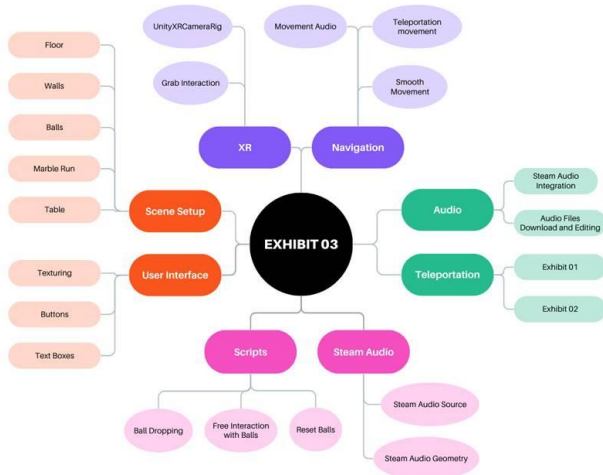 UnityXRCameraRig
Movement Audio
Teleportation
movement
Floor
Grab Interaction
Smooth
Movement
Walls
Balls
XR
Navigation
Marble Run
Steam Audio
Integration
Table
Scene Setup
Audio
Audio Files
Download and Editing
EXHIBIT 03
Texturing
User Interface
Teleportation
Exhibit 01
Buttons
Exhibit 02
Text Boxes
Scripts
Steam Audio
Steam Audio Source
Ball Dropping
Free Interaction
with Balls
Reset Balls
Steam Audio Geometry